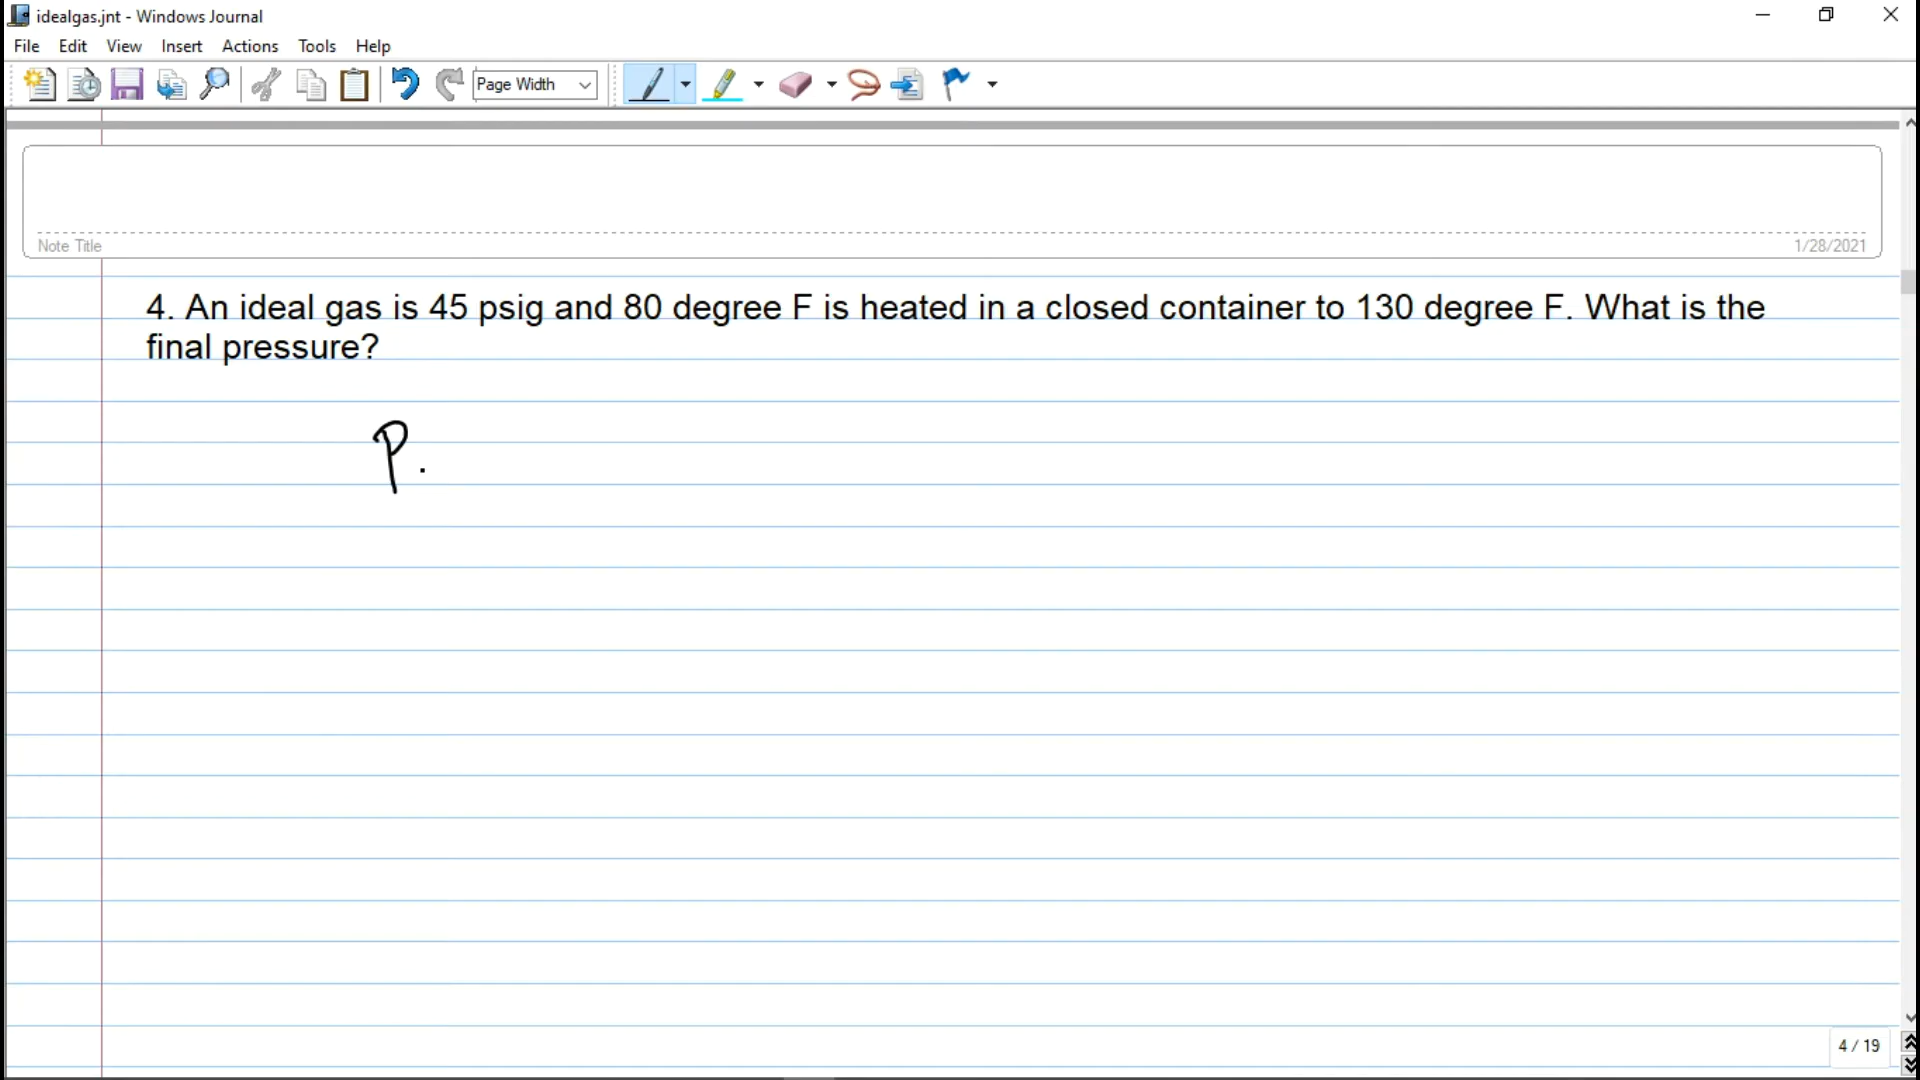 idealgas.jnt - Windows Journal
File Edit View Insert Actions Tools Help
Page Width
Note Title
1/28/2021
4. An ideal gas is 45 psig and 80 degree F is heated in a closed container to 130 degree F. What is the
final pressure?
P.
4 / 19